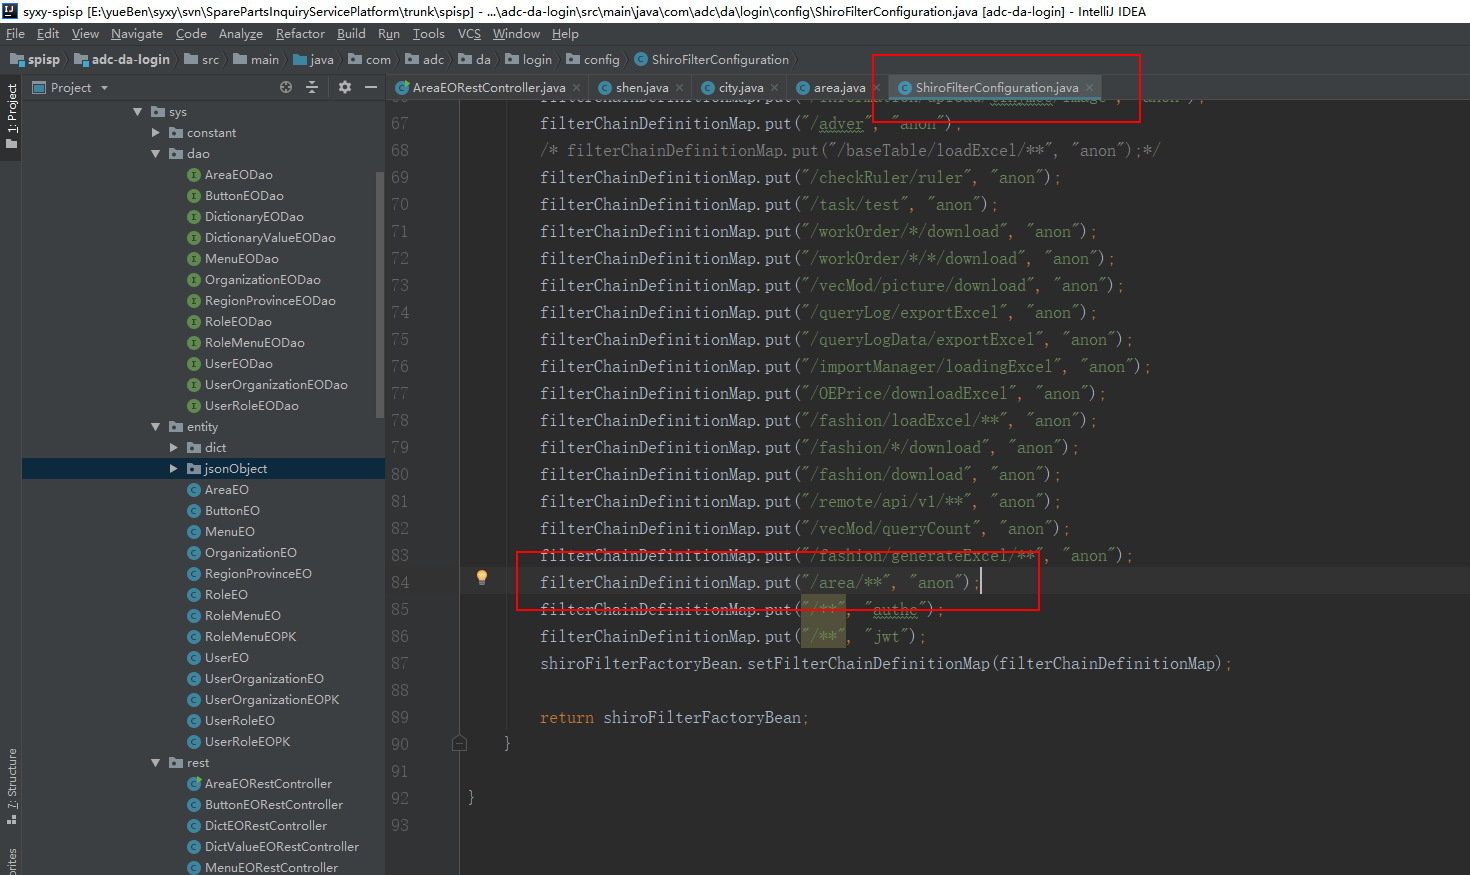 syxy-spisp [E:\yueBen\syxy\svn\SparePartsInquiryServicePlatform\trunk\spisp] - ...\adc-da-login\src\main\java\com\adc\da\login\config\ShiroFilterConfiguration.java [adc-da-login] - IntelliJ IDEA
File Edit View Navigate Code Analyze Refactor Build Run Tools VCS Window Help
spisp adc-da-login src main java com adc da login config ShiroFilterConfiguration
1: Project
7: Structure
Project
sys
constant
dao
AreaEODao
ButtonEODao
DictionaryEODao
DictionaryValueEODao
MenuEODao
OrganizationEODao
RegionProvinceEODao
RoleEODao
RoleMenuEODao
UserEODao
UserOrganizationEODao
UserRoleEODao
entity
dict
jsonObject
AreaEO
ButtonEO
MenuEO
OrganizationEO
RegionProvinceEO
RoleEO
RoleMenuEO
RoleMenuEOPK
UserEO
UserOrganizationEO
UserOrganizationEOPK
UserRoleEO
UserRoleEOPK
rest
AreaEORestController
ButtonEORestController
DictEORestController
DictValueEORestController
MenuEORestController
AreaEORestController.java shen.java city.java area.java ShiroFilterConfiguration.java
67 filterChainDefinitionMap.put("/adver", "anon");
68 /* filterChainDefinitionMap.put("/baseTable/loadExcel/**", "anon");*/
69 filterChainDefinitionMap.put("/checkRuler/ruler", "anon");
70 filterChainDefinitionMap.put("/task/test", "anon");
71 filterChainDefinitionMap.put("/workOrder/*/download", "anon");
72 filterChainDefinitionMap.put("/workOrder/*/*/download", "anon");
73 filterChainDefinitionMap.put("/vecMod/picture/download", "anon");
74 filterChainDefinitionMap.put("/queryLog/exportExcel", "anon");
75 filterChainDefinitionMap.put("/queryLogData/exportExcel", "anon");
76 filterChainDefinitionMap.put("/importManager/loadingExcel", "anon");
77 filterChainDefinitionMap.put("/OEPrice/downloadExcel", "anon");
78 filterChainDefinitionMap.put("/fashion/loadExcel/**", "anon");
79 filterChainDefinitionMap.put("/fashion/*/download", "anon");
80 filterChainDefinitionMap.put("/fashion/download", "anon");
81 filterChainDefinitionMap.put("/remote/api/v1/**", "anon");
82 filterChainDefinitionMap.put("/vecMod/queryCount", "anon");
83 filterChainDefinitionMap.put("/fashion/generateExcel/**", "anon");
84 filterChainDefinitionMap.put("/area/**", "anon");
85 filterChainDefinitionMap.put("/**", "authc");
86 filterChainDefinitionMap.put("/**", "jwt");
87 shiroFilterFactoryBean.setFilterChainDefinitionMap(filterChainDefinitionMap);
88
89 return shiroFilterFactoryBean;
90 }
91
92 }
93